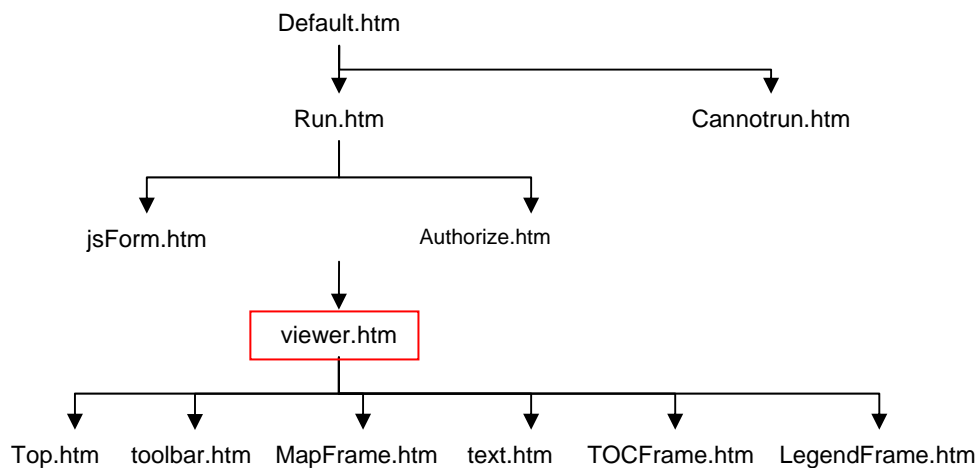 Default.htm
Run.htm
Cannotrun.htm
jsForm.htm
Authorize.htm
viewer.htm
Top.htm
toolbar.htm
MapFrame.htm
text.htm
TOCFrame.htm
LegendFrame.htm